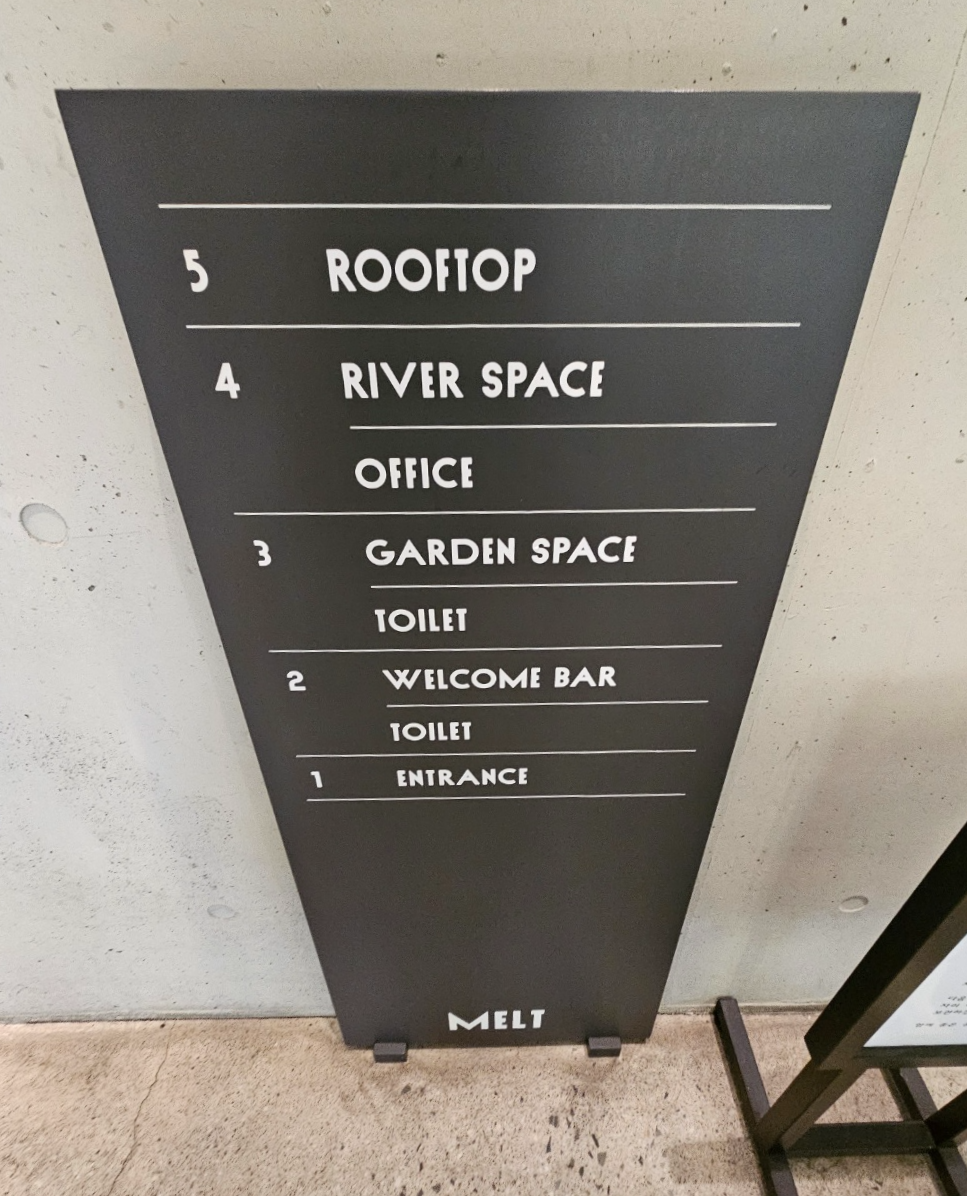 5 ROOFTOP
4 RIVER SPACE
OFFICE
3 GARDEN SPACE
TOILET
2 WELCOME BAR
TOILET
1 ENTRANCE
MELT